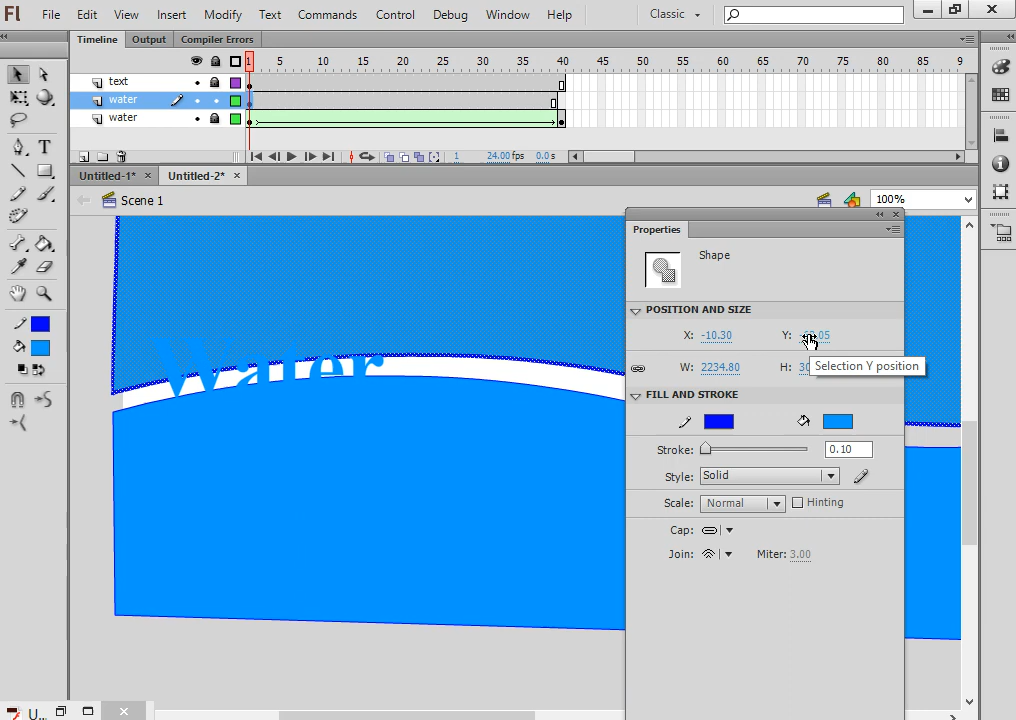 Fl File Edit View Insert Modify Text Commands Control Debug Window Help Classic
Timeline Output Compiler Errors
1 5 10 15 20 25 30 35 40 45 50 55 60 65 70 75 80 85 9
text
water
water
1 24.00 fps 0.0 s
Untitled-1* × Untitled-2* ×
Scene 1 100%
Properties
Shape
POSITION AND SIZE
X: -10.30 Y:
Selection Y position
W: 2234.80 H: 30
FILL AND STROKE
Stroke: 0.10
Style: Solid
Scale: Normal Hinting
Cap:
Join: Miter: 3.00
Water
U...